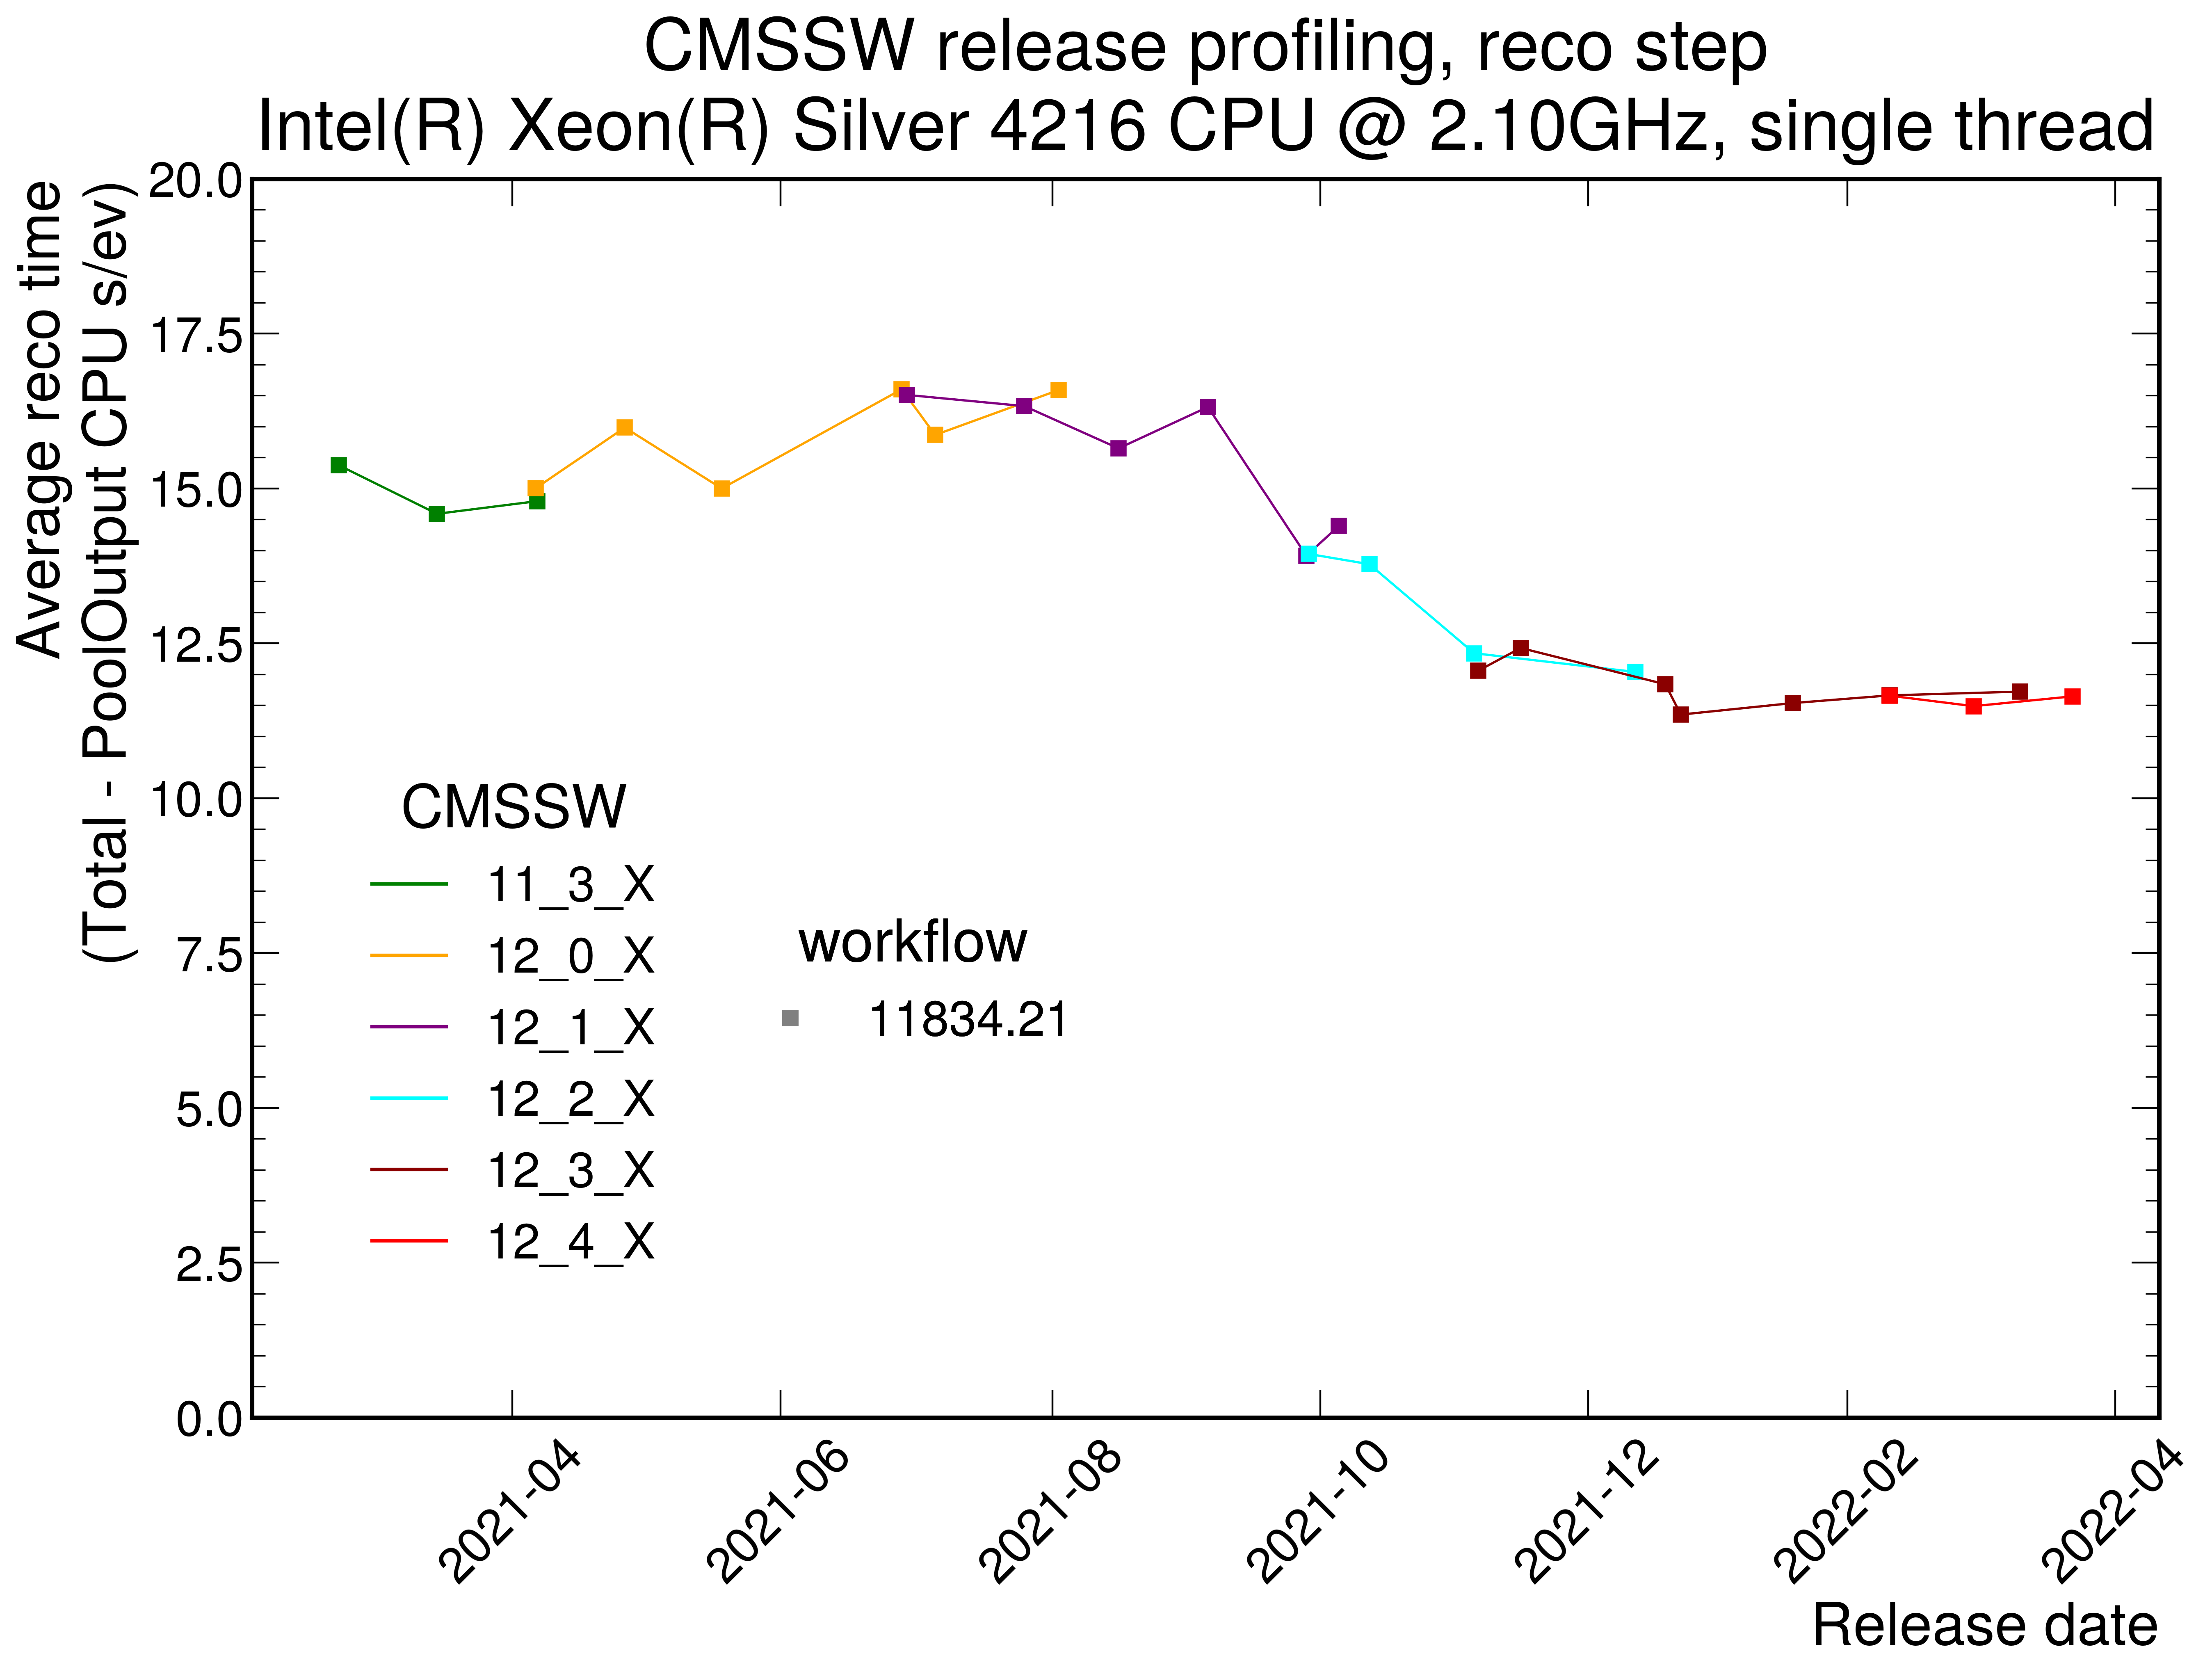 CMSSW release profiling, reco step
Intel(R) Xeon(R) Silver 4216 CPU @ 2.10GHz, single thread
Average reco time
(Total - PoolOutput CPU s/ev)
20.0
17.5
15.0
12.5
10.0
7.5
5.0
2.5
0.0
CMSSW
11_3_X
12_0_X
12_1_X
12_2_X
12_3_X
12_4_X
workflow
11834.21
2021-04
2021-06
2021-08
2021-10
2021-12
2022-02
2022-04
Release date